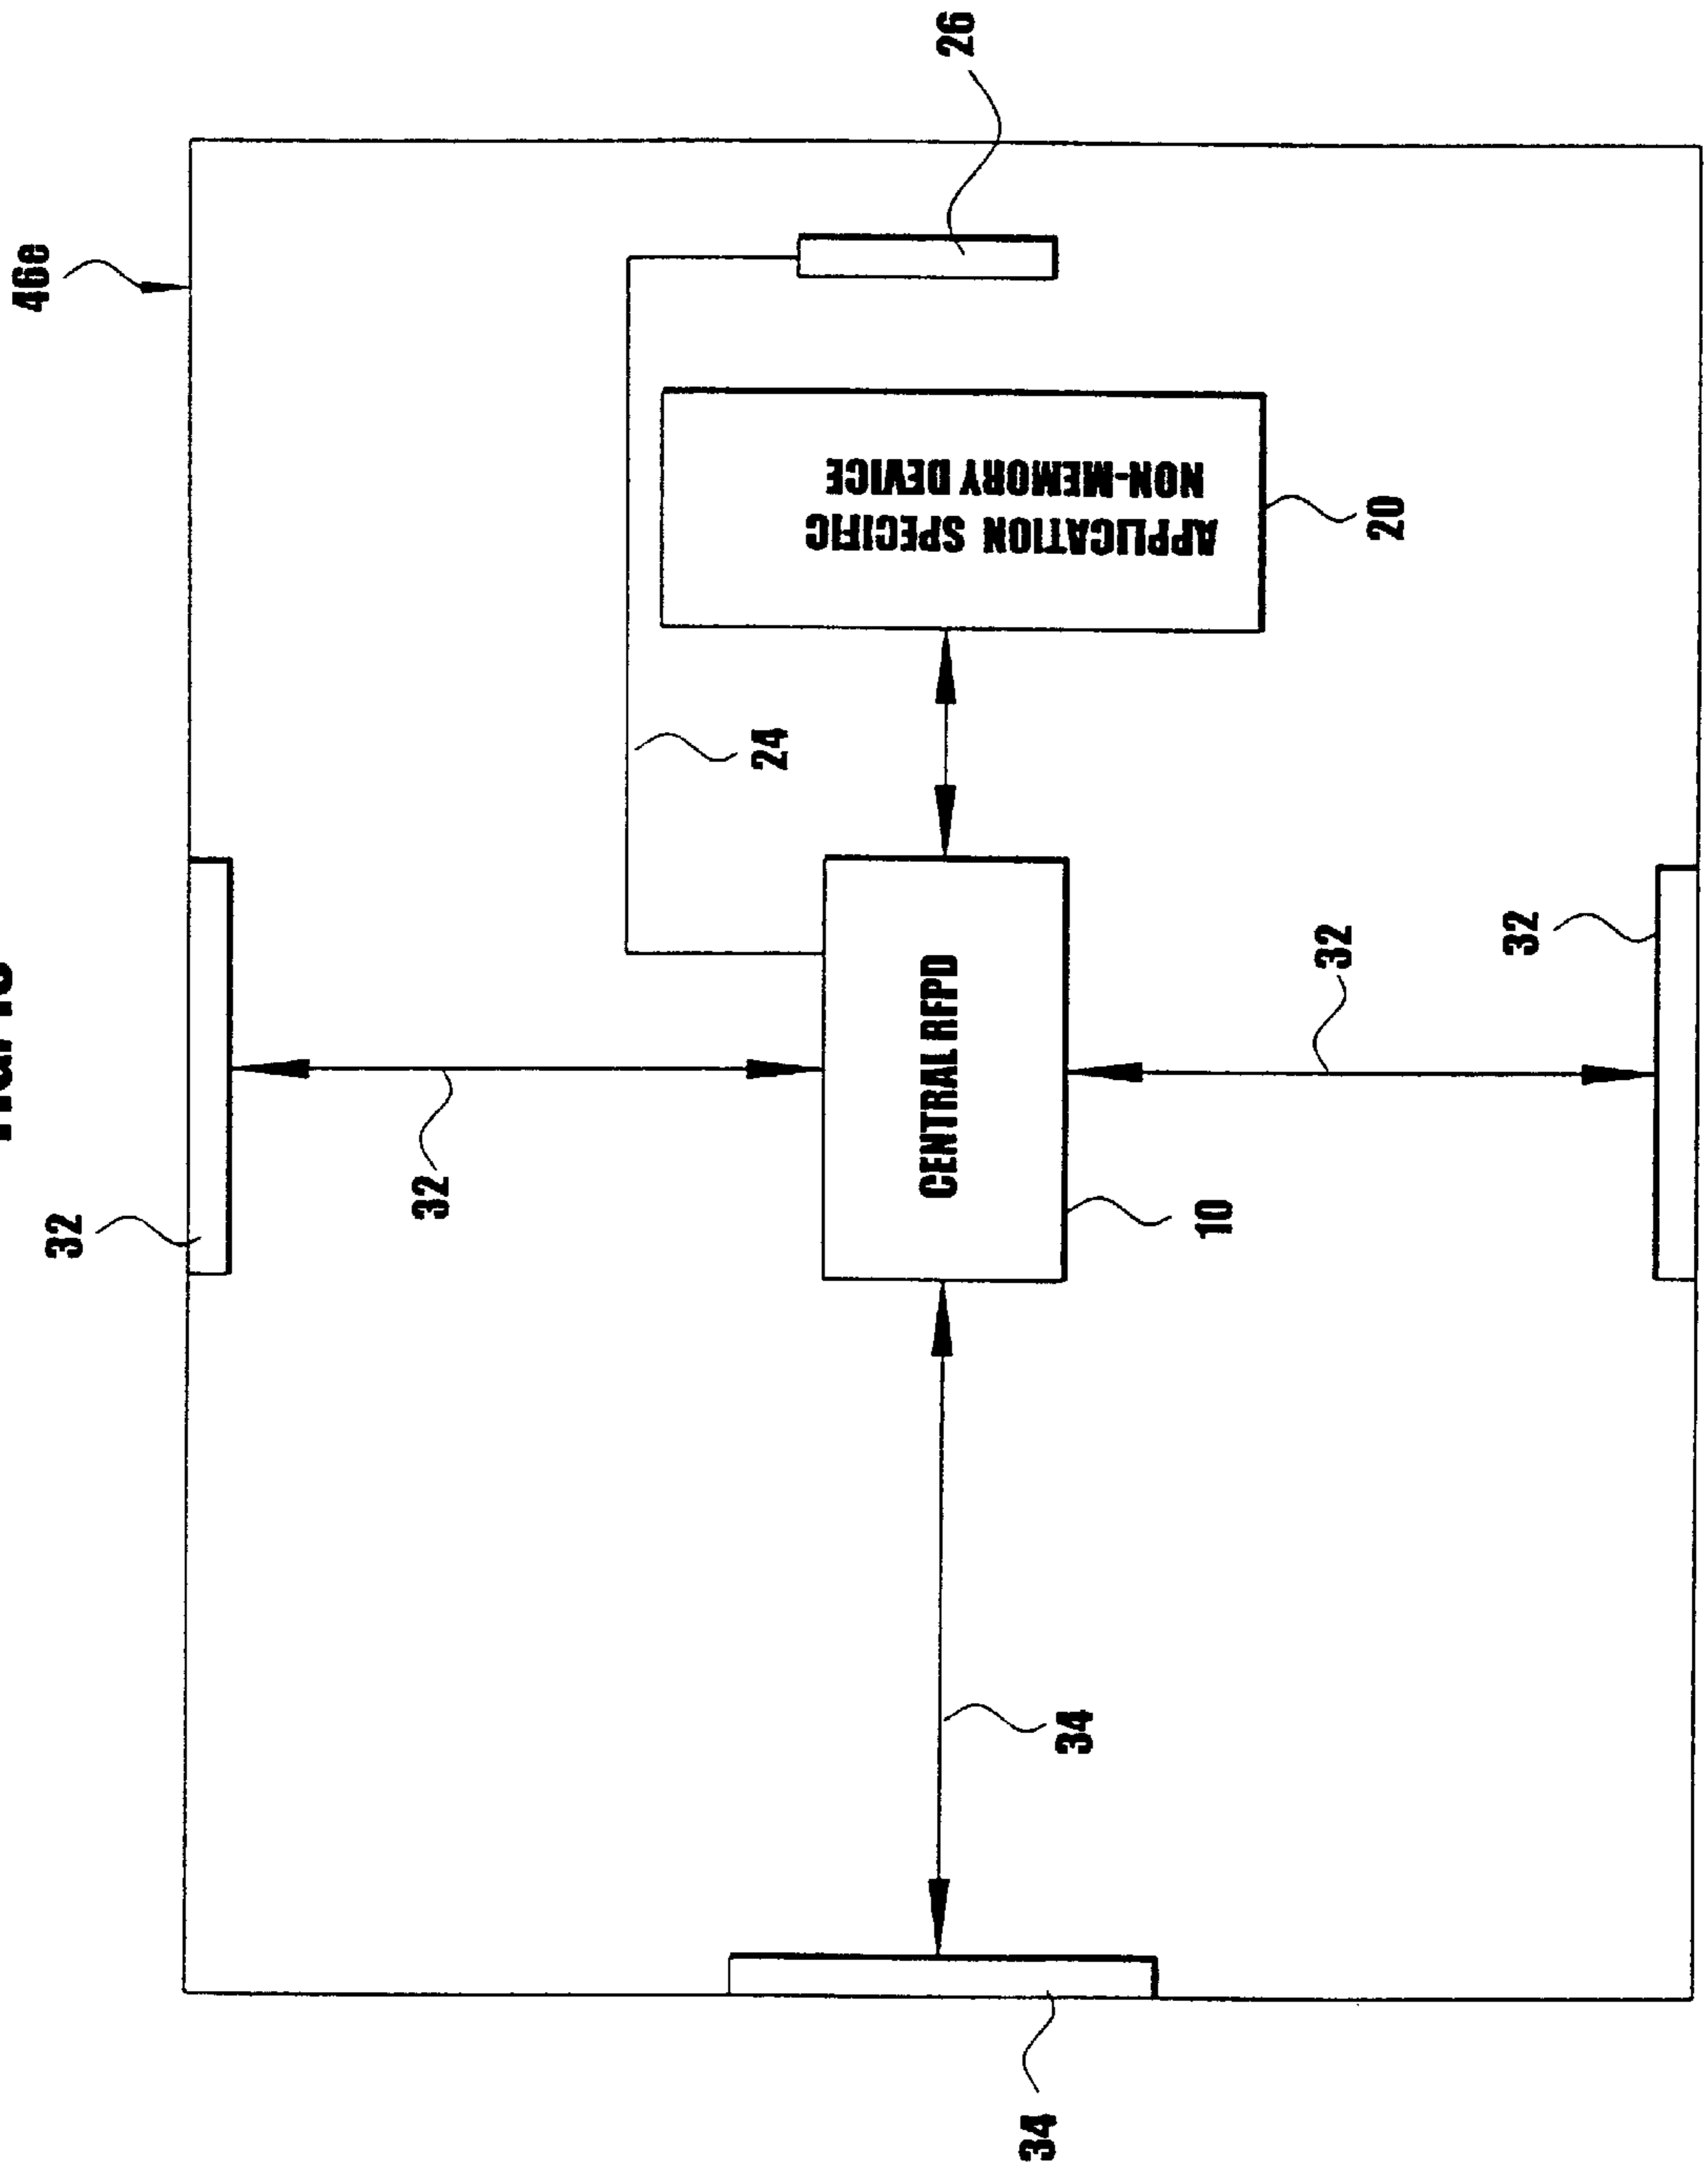 46e
32
32
24
26
APPLICATION SPECIFIC
NON-MEMORY DEVICE
CENTRAL RFPD
34
34
10
32
20
32